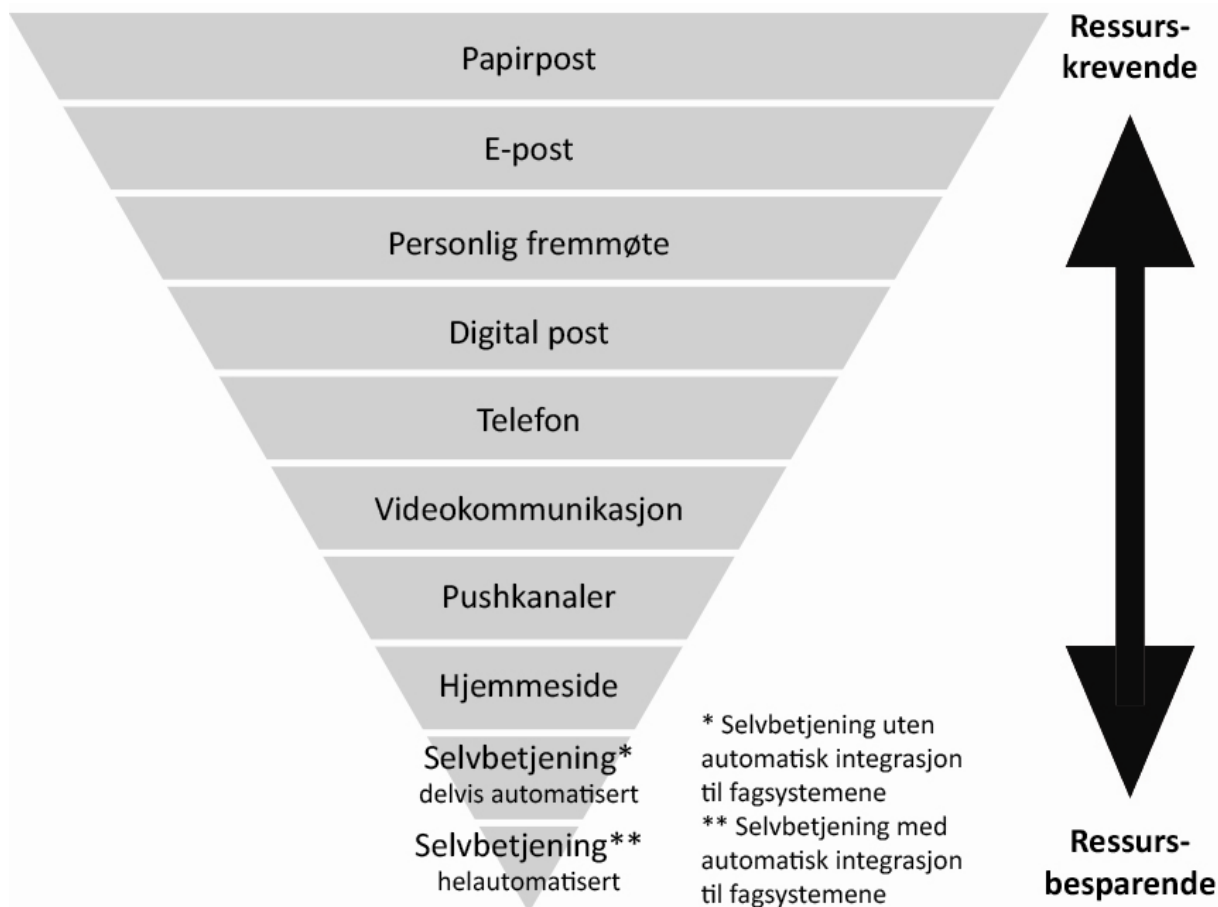 Papirpost
E-post
Personlig fremmøte
Digital post
Telefon
Videokommunikasjon
Pushkanaler
Hjemmeside
Selvbetjening*
delvis automatisert
Selvbetjening**
helautomatisert
* Selvbetjening uten
automatisk integrasjon
til fagsystemene
** Selvbetjening med
automatisk integrasjon
til fagsystemene
Ressurs-
krevende
Ressurs-
besparende